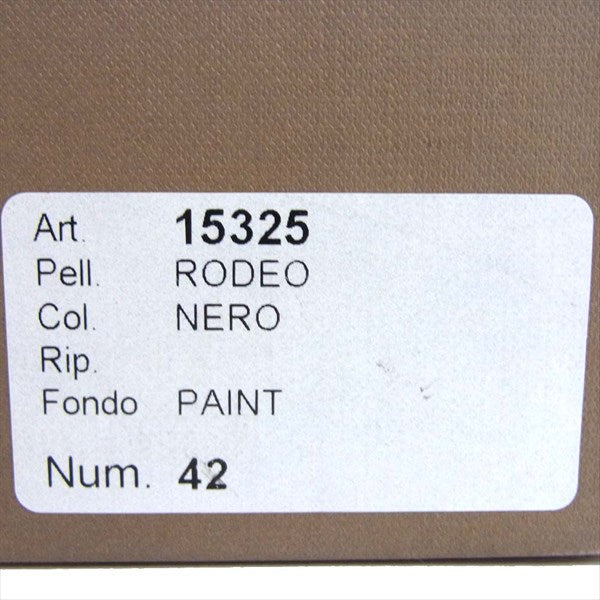 Art. 15325
Pell. RODEO
Col. NERO
Rip.
Fondo PAINT
Num. 42